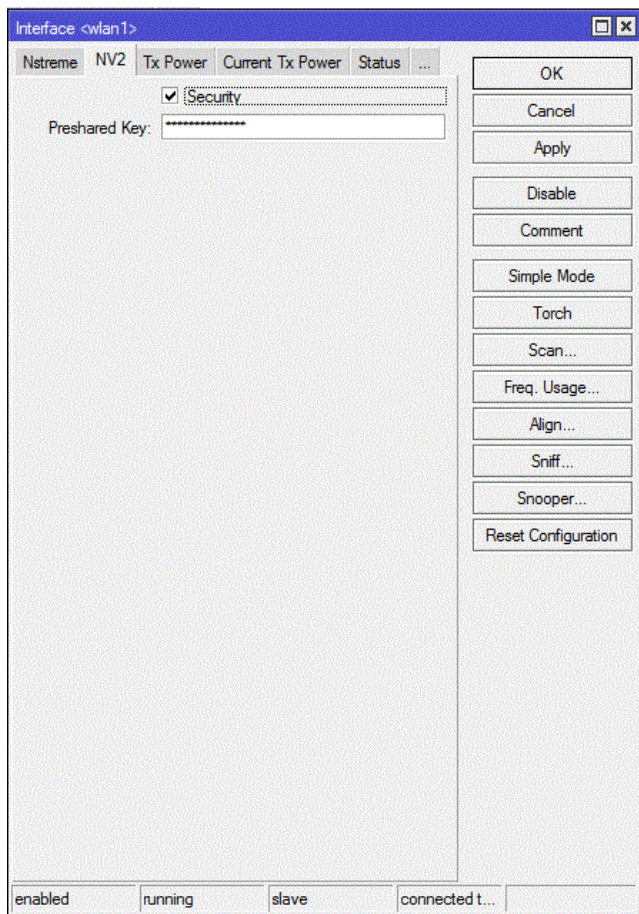 Interface <wlan1>
Nstreme NV2 Tx Power Current Tx Power Status ...
Security
Preshared Key: **************
OK
Cancel
Apply
Disable
Comment
Simple Mode
Torch
Scan...
Freq. Usage...
Align...
Sniff...
Snooper...
Reset Configuration
enabled running slave connected t...